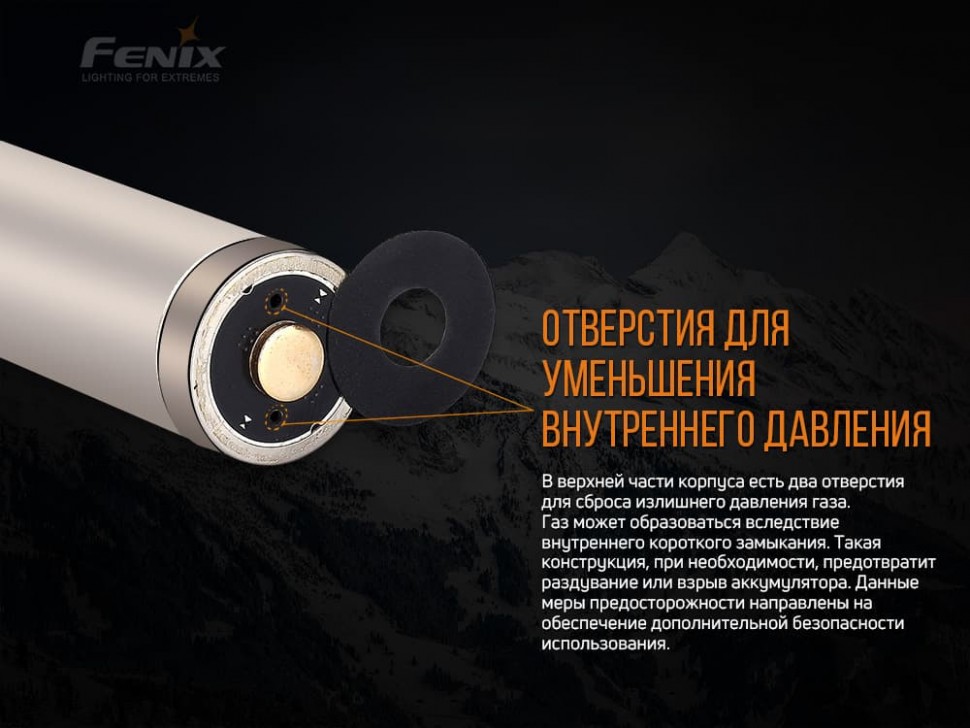 FENIX
LIGHTING FOR EXTREMES
ОТВЕРСТИЯ ДЛЯ
УМЕНЬШЕНИЯ
ВНУТРЕННЕГО ДАВЛЕНИЯ
В верхней части корпуса есть два отверстия
для сброса излишнего давления газа.
Газ может образоваться вследствие
внутреннего короткого замыкания. Такая
конструкция, при необходимости, предотвратит
раздувание или взрыв аккумулятора. Данные
меры предосторожности направлены на
обеспечение дополнительной безопасности
использования.